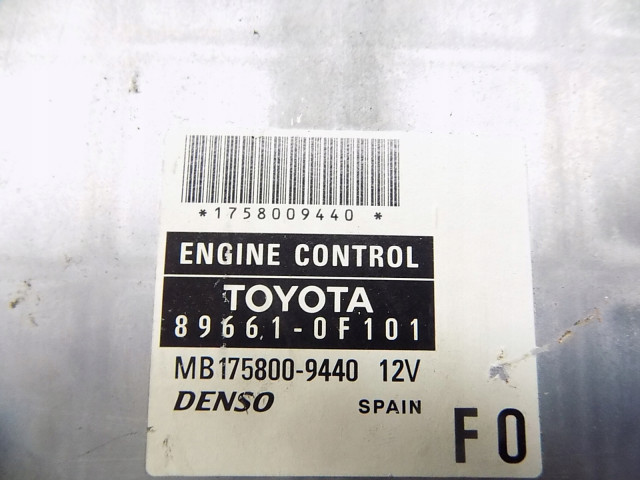 *1758009440*
ENGINE CONTROL
TOYOTA
89661-0F101
MB175800-9440 12V
DENSO SPAIN F0